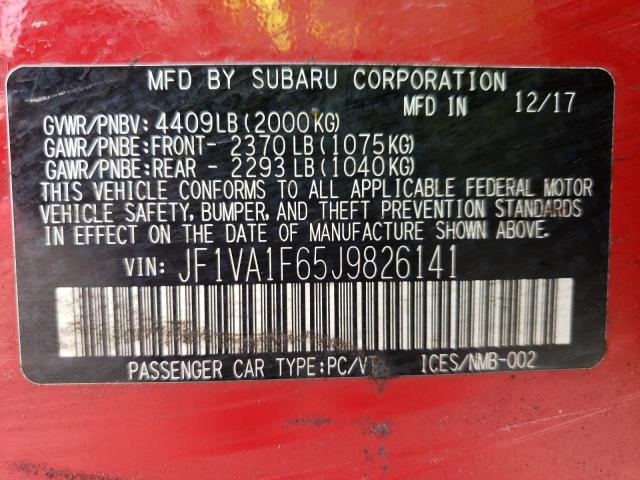 MFD BY SUBARU CORPORATION
MFD IN 12/17
GVWR/PNBV: 4409LB (2000KG)
GAWR/PNBE:FRONT- 2370 LB (1075KG)
GAWR/PNBE:REAR - 2293 LB (1040KG)
THIS VEHICLE CONFORMS TO ALL APPLICABLE FEDERAL MOTOR
VEHICLE SAFETY, BUMPER, AND THEFT PREVENTION STANDARDS
IN EFFECT ON THE DATE OF MANUFACTURE SHOWN ABOVE.
VIN: JF1VA1F65J9826141
PASSENGER CAR TYPE:PC/V ICES/NMB-002